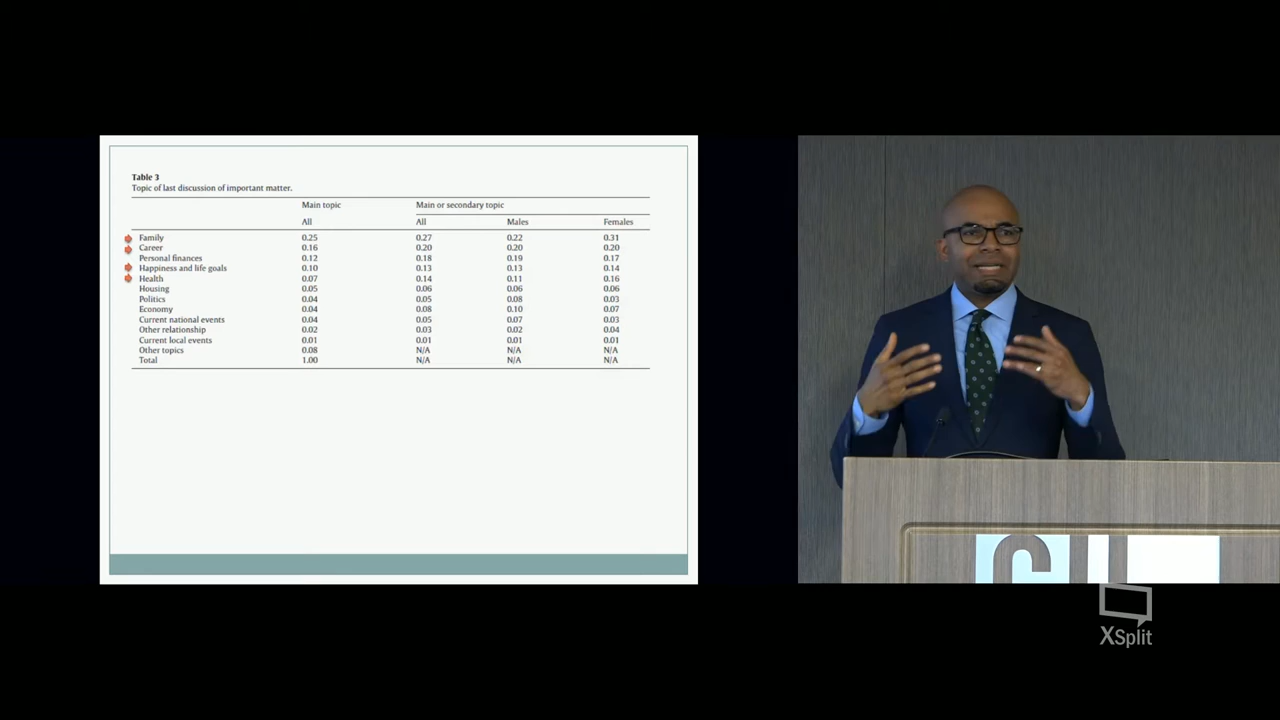 Table 3
Topic of last discussion of important matter.
Main topic Main or secondary topic
All All Males Females
Family 0.25 0.27 0.22 0.31
Career 0.16 0.20 0.20 0.20
Personal finances 0.12 0.18 0.19 0.17
Happiness and life goals 0.10 0.13 0.13 0.14
Health 0.07 0.14 0.11 0.16
Housing 0.05 0.06 0.06 0.06
Politics 0.04 0.05 0.08 0.03
Economy 0.04 0.08 0.10 0.07
Current national events 0.04 0.05 0.07 0.03
Other relationship 0.02 0.03 0.02 0.04
Current local events 0.01 0.01 0.01 0.01
Other topics 0.08 N/A N/A N/A
Total 1.00 N/A N/A N/A
XSplit